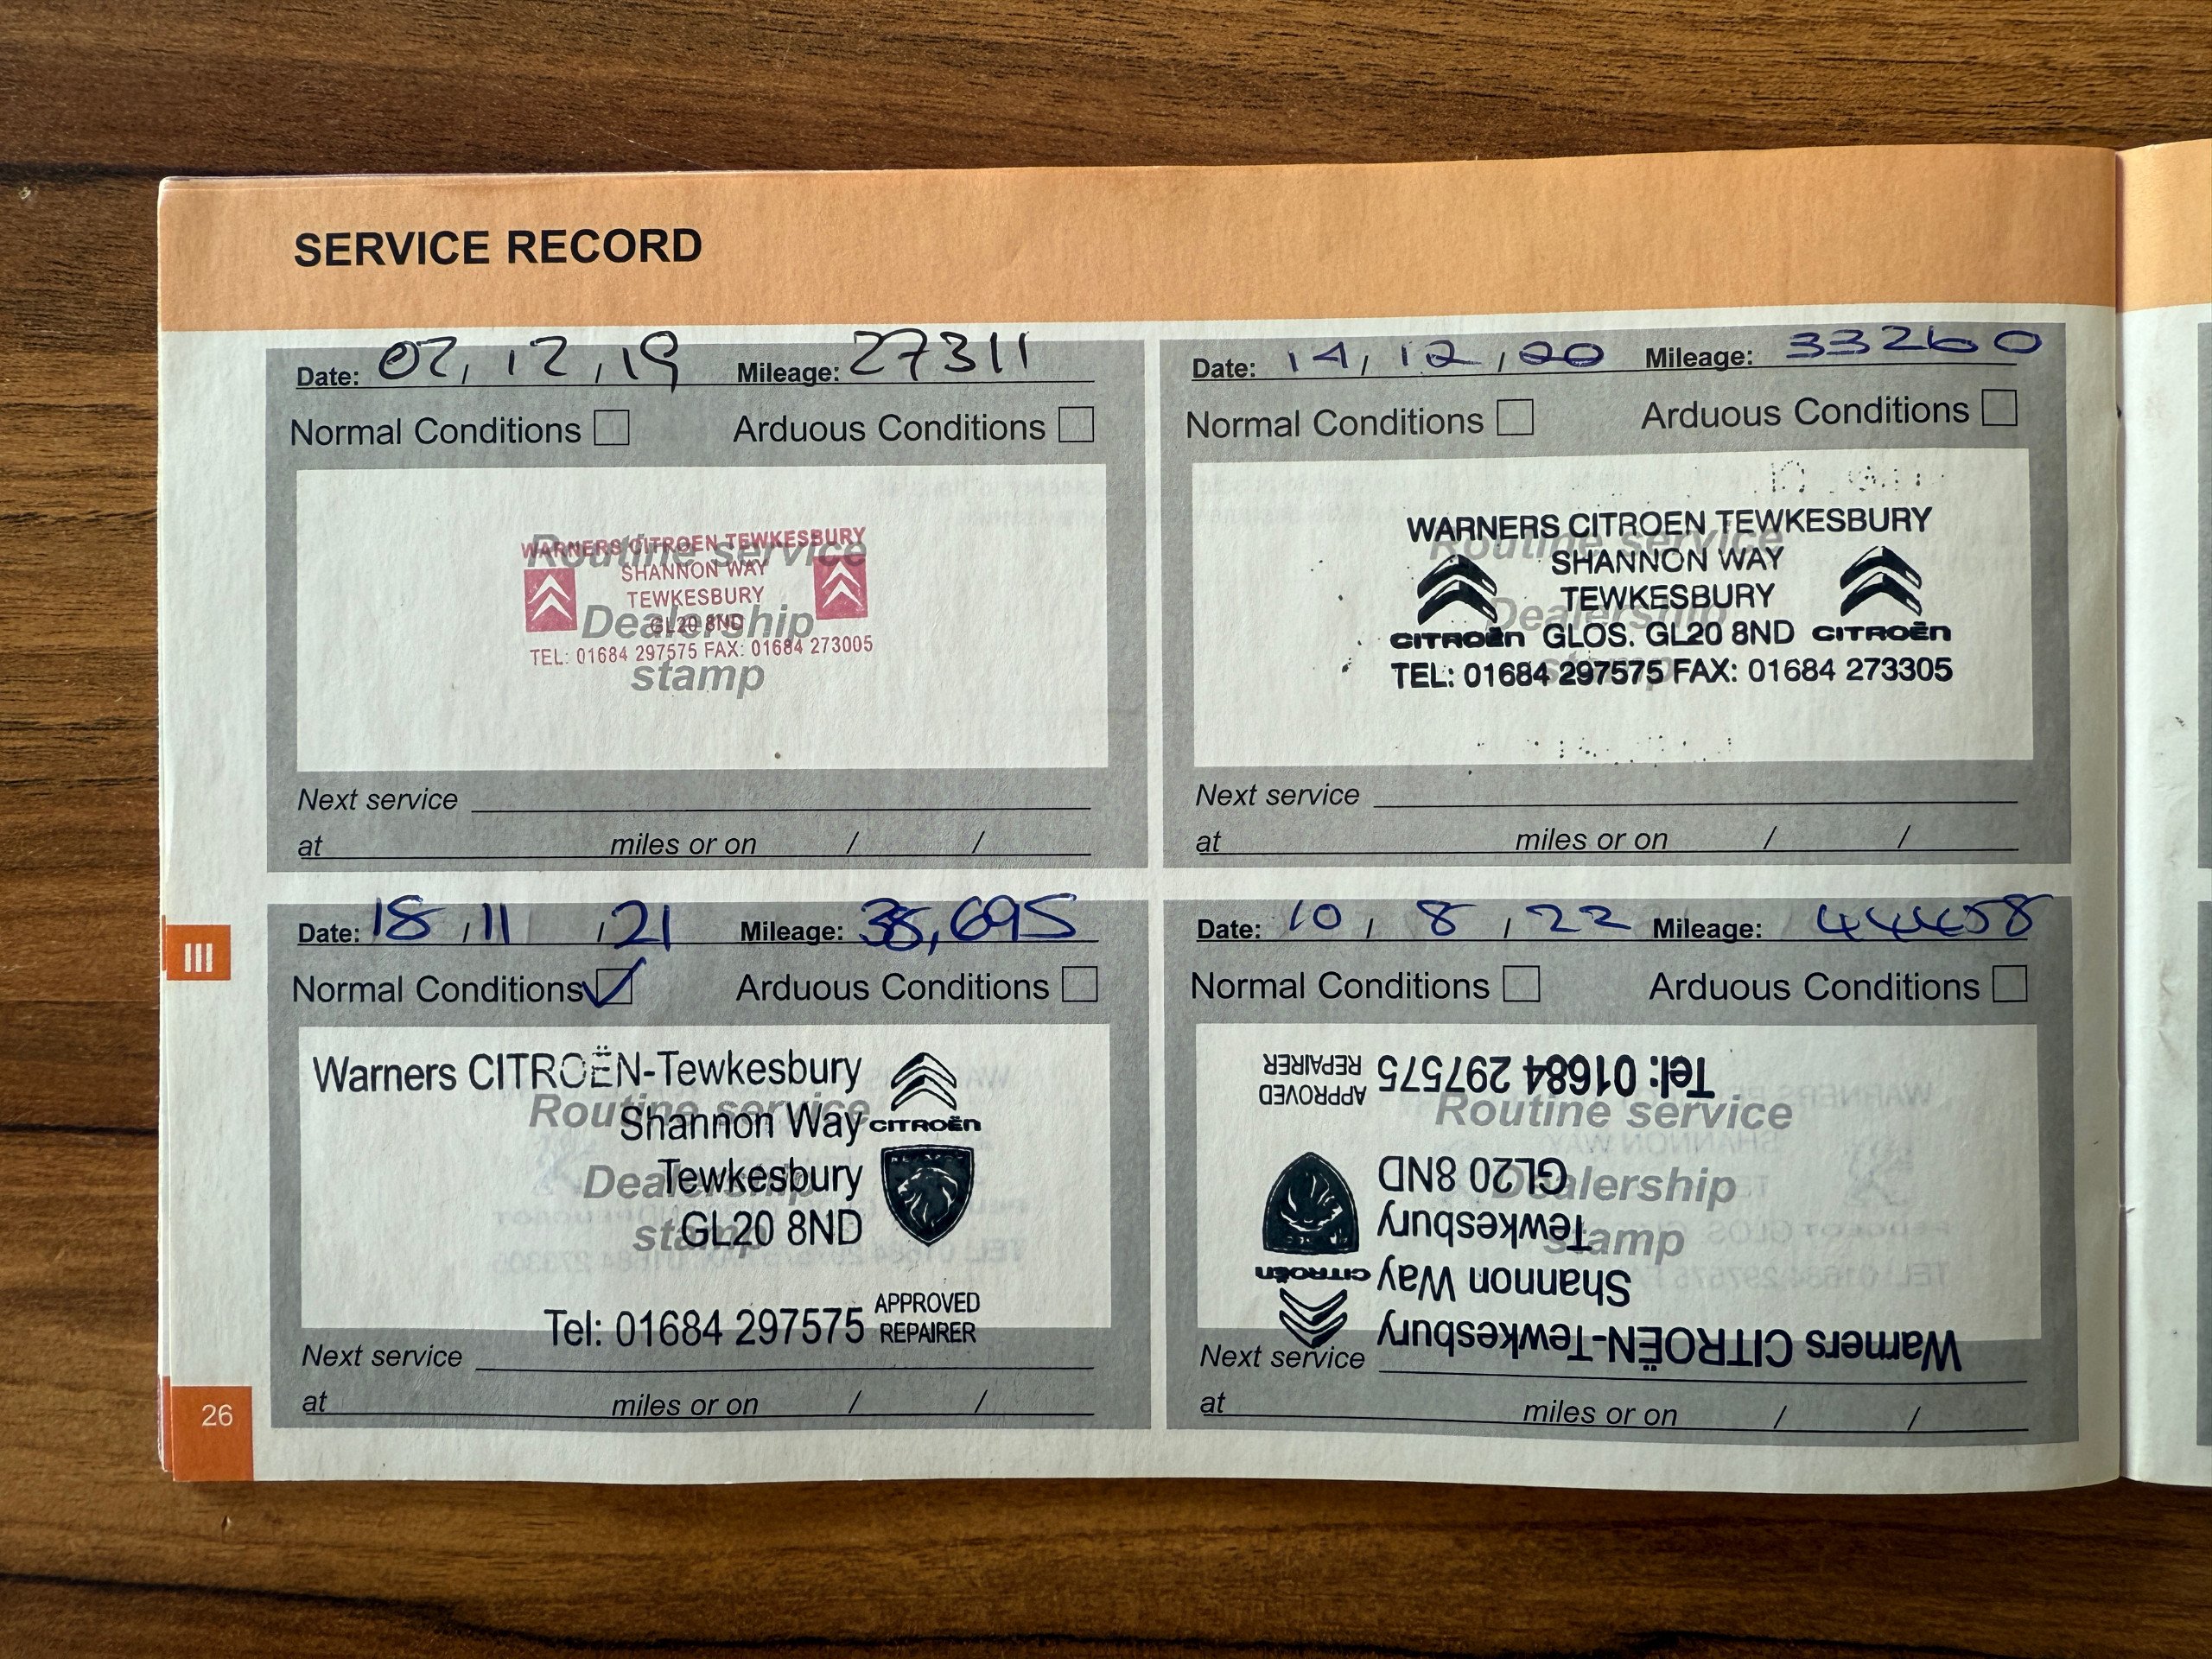 SERVICE RECORD
Date: 02, 12, 19 Mileage: 27311
Normal Conditions Arduous Conditions
Routine service
Dealership
stamp
WARNERS CITROEN TEWKESBURY
SHANNON WAY
TEWKESBURY
GL20 8ND
TEL: 01684 297575 FAX: 01684 273005
Next service
at miles or on / /
Date: 14, 12, 20 Mileage: 33260
Normal Conditions Arduous Conditions
Routine service
Dealership
stamp
WARNERS CITROEN TEWKESBURY
SHANNON WAY
TEWKESBURY
CITROËN GLOS. GL20 8ND CITROËN
TEL: 01684 297575 FAX: 01684 273305
Next service
at miles or on / /
Date: 18, 11, 21 Mileage: 38,695
Normal Conditions Arduous Conditions
Routine service
Dealership
stamp
Warners CITROËN-Tewkesbury
Shannon Way CITROËN
Tewkesbury
GL20 8ND
Tel: 01684 297575 APPROVED
REPAIRER
Next service
at miles or on / /
Date: 10, 8, 22 Mileage: 44458
Normal Conditions Arduous Conditions
Routine service
Dealership
stamp
Warners CITROËN-Tewkesbury
Shannon Way CITROËN
Tewkesbury
GL20 8ND
Tel: 01684 297575 APPROVED
REPAIRER
Next service
at miles or on / /
III
26